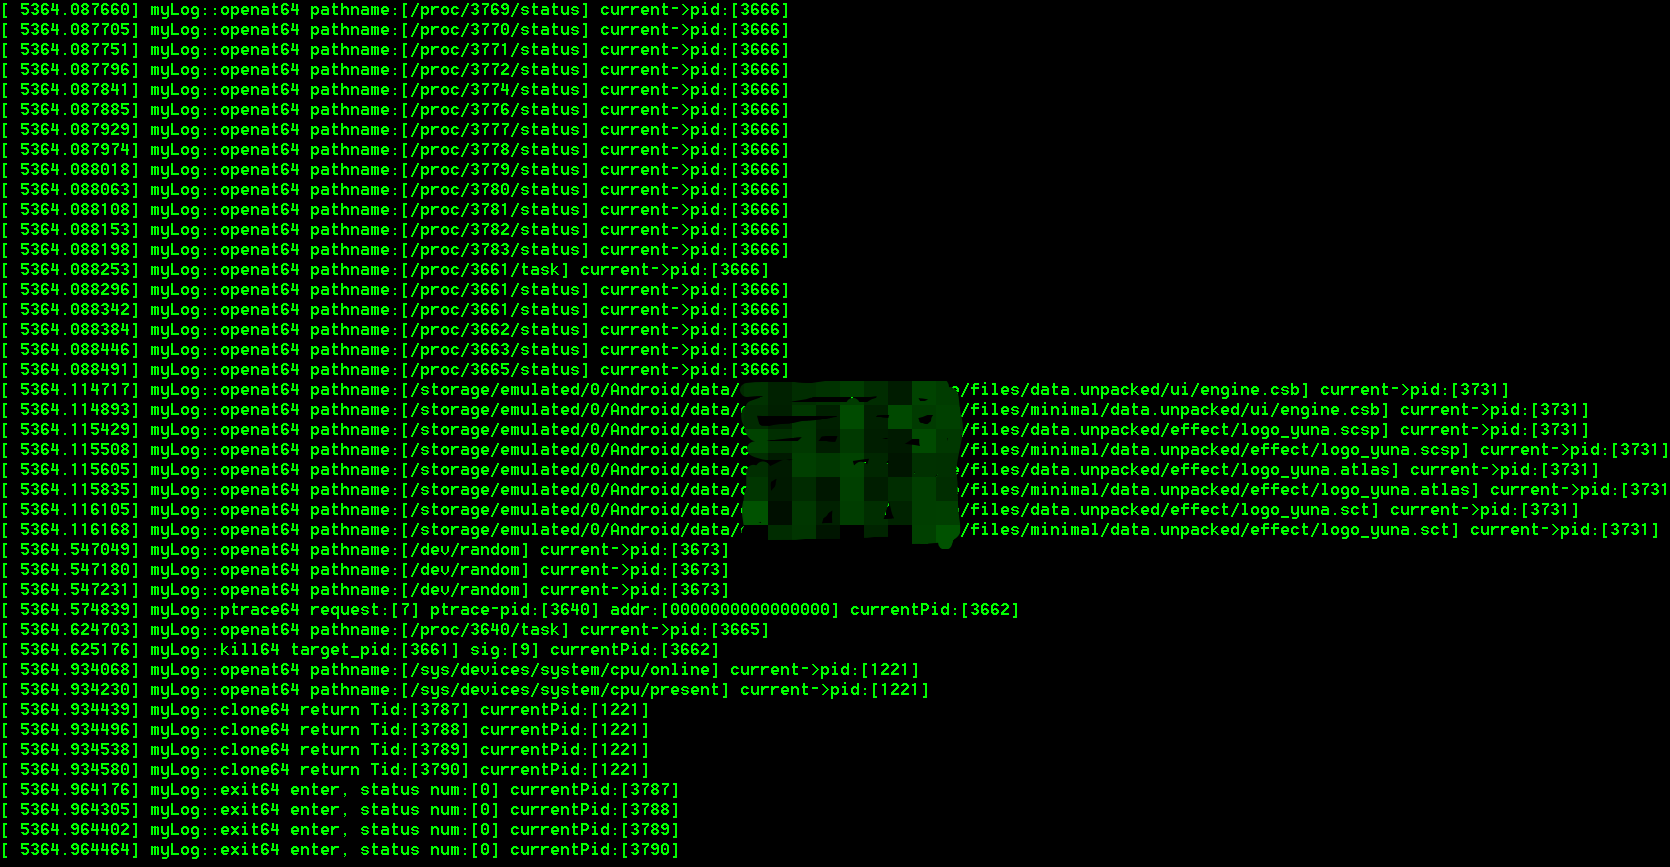 [ 5364.087660] myLog::openat64 pathname:[/proc/3769/status] current->pid:[3666]
[ 5364.087705] myLog::openat64 pathname:[/proc/3770/status] current->pid:[3666]
[ 5364.087751] myLog::openat64 pathname:[/proc/3771/status] current->pid:[3666]
[ 5364.087796] myLog::openat64 pathname:[/proc/3772/status] current->pid:[3666]
[ 5364.087841] myLog::openat64 pathname:[/proc/3774/status] current->pid:[3666]
[ 5364.087885] myLog::openat64 pathname:[/proc/3776/status] current->pid:[3666]
[ 5364.087929] myLog::openat64 pathname:[/proc/3777/status] current->pid:[3666]
[ 5364.087974] myLog::openat64 pathname:[/proc/3778/status] current->pid:[3666]
[ 5364.088018] myLog::openat64 pathname:[/proc/3779/status] current->pid:[3666]
[ 5364.088063] myLog::openat64 pathname:[/proc/3780/status] current->pid:[3666]
[ 5364.088108] myLog::openat64 pathname:[/proc/3781/status] current->pid:[3666]
[ 5364.088153] myLog::openat64 pathname:[/proc/3782/status] current->pid:[3666]
[ 5364.088198] myLog::openat64 pathname:[/proc/3783/status] current->pid:[3666]
[ 5364.088253] myLog::openat64 pathname:[/proc/3661/task] current->pid:[3666]
[ 5364.088296] myLog::openat64 pathname:[/proc/3661/status] current->pid:[3666]
[ 5364.088342] myLog::openat64 pathname:[/proc/3661/status] current->pid:[3666]
[ 5364.088384] myLog::openat64 pathname:[/proc/3662/status] current->pid:[3666]
[ 5364.088446] myLog::openat64 pathname:[/proc/3663/status] current->pid:[3666]
[ 5364.088491] myLog::openat64 pathname:[/proc/3665/status] current->pid:[3666]
[ 5364.114717] myLog::openat64 pathname:[/storage/emulated/0/Android/data/ /files/data.unpacked/ui/engine.csb] current->pid:[3731]
[ 5364.114893] myLog::openat64 pathname:[/storage/emulated/0/Android/data/ /files/minimal/data.unpacked/ui/engine.csb] current->pid:[3731]
[ 5364.115429] myLog::openat64 pathname:[/storage/emulated/0/Android/data/ /files/data.unpacked/effect/logo_yuna.scsp] current->pid:[3731]
[ 5364.115508] myLog::openat64 pathname:[/storage/emulated/0/Android/data/ /files/minimal/data.unpacked/effect/logo_yuna.scsp] current->pid:[3731]
[ 5364.115605] myLog::openat64 pathname:[/storage/emulated/0/Android/data/ /files/data.unpacked/effect/logo_yuna.atlas] current->pid:[3731]
[ 5364.115835] myLog::openat64 pathname:[/storage/emulated/0/Android/data/ /files/minimal/data.unpacked/effect/logo_yuna.atlas] current->pid:[3731
[ 5364.116105] myLog::openat64 pathname:[/storage/emulated/0/Android/data/ /files/data.unpacked/effect/logo_yuna.sct] current->pid:[3731]
[ 5364.116168] myLog::openat64 pathname:[/storage/emulated/0/Android/data/ /files/minimal/data.unpacked/effect/logo_yuna.sct] current->pid:[3731]
[ 5364.547049] myLog::openat64 pathname:[/dev/random] current->pid:[3673]
[ 5364.547180] myLog::openat64 pathname:[/dev/random] current->pid:[3673]
[ 5364.547231] myLog::openat64 pathname:[/dev/random] current->pid:[3673]
[ 5364.574839] myLog::ptrace64 request:[7] ptrace-pid:[3640] addr:[0000000000000000] currentPid:[3662]
[ 5364.624703] myLog::openat64 pathname:[/proc/3640/task] current->pid:[3665]
[ 5364.625176] myLog::kill64 target_pid:[3661] sig:[9] currentPid:[3662]
[ 5364.934068] myLog::openat64 pathname:[/sys/devices/system/cpu/online] current->pid:[1221]
[ 5364.934230] myLog::openat64 pathname:[/sys/devices/system/cpu/present] current->pid:[1221]
[ 5364.934439] myLog::clone64 return Tid:[3787] currentPid:[1221]
[ 5364.934496] myLog::clone64 return Tid:[3788] currentPid:[1221]
[ 5364.934538] myLog::clone64 return Tid:[3789] currentPid:[1221]
[ 5364.934580] myLog::clone64 return Tid:[3790] currentPid:[1221]
[ 5364.964176] myLog::exit64 enter, status num:[0] currentPid:[3787]
[ 5364.964305] myLog::exit64 enter, status num:[0] currentPid:[3788]
[ 5364.964402] myLog::exit64 enter, status num:[0] currentPid:[3789]
[ 5364.964464] myLog::exit64 enter, status num:[0] currentPid:[3790]